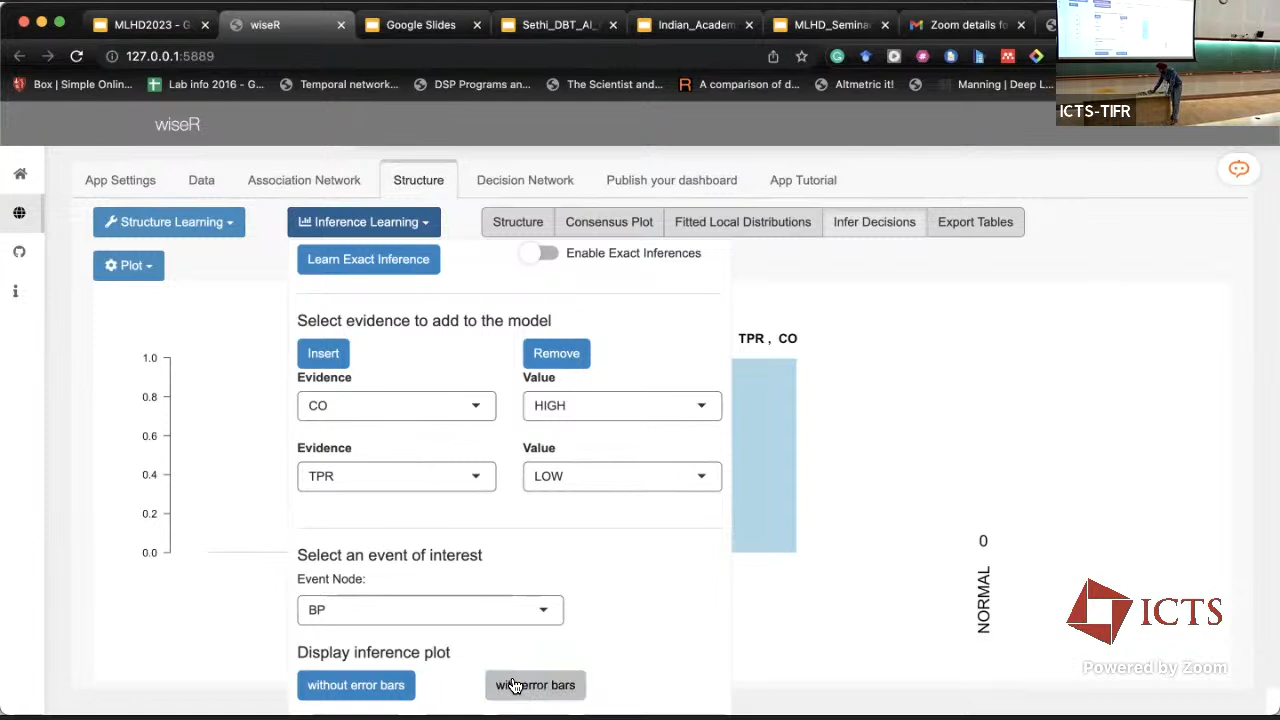 MLHD2023 - G
wiseR
Google Slides
Sethi_DBT_AI_
Indian_Academ
MLHD
Zoom details fo
127.0.0.1:5889
Box | Simple Onlin...
Lab info 2016 - G...
Temporal network...
DSP Programs an...
The Scientist and...
A comparison of d...
Altmetric it!
Manning | Deep L...
ICTS-TIFR
wiseR
App Settings
Data
Association Network
Structure
Decision Network
Publish your dashboard
App Tutorial
Structure Learning
Inference Learning
Structure
Consensus Plot
Fitted Local Distributions
Infer Decisions
Export Tables
Plot
Learn Exact Inference
Enable Exact Inferences
Select evidence to add to the model
TPR , CO
Insert
Remove
Evidence
Value
CO
HIGH
Evidence
Value
TPR
LOW
1.0
0.8
0.6
0.4
0.2
0.0
Select an event of interest
Event Node:
BP
Display inference plot
without error bars
error bars
0
NORMAL
ICTS
Powered by Zoom